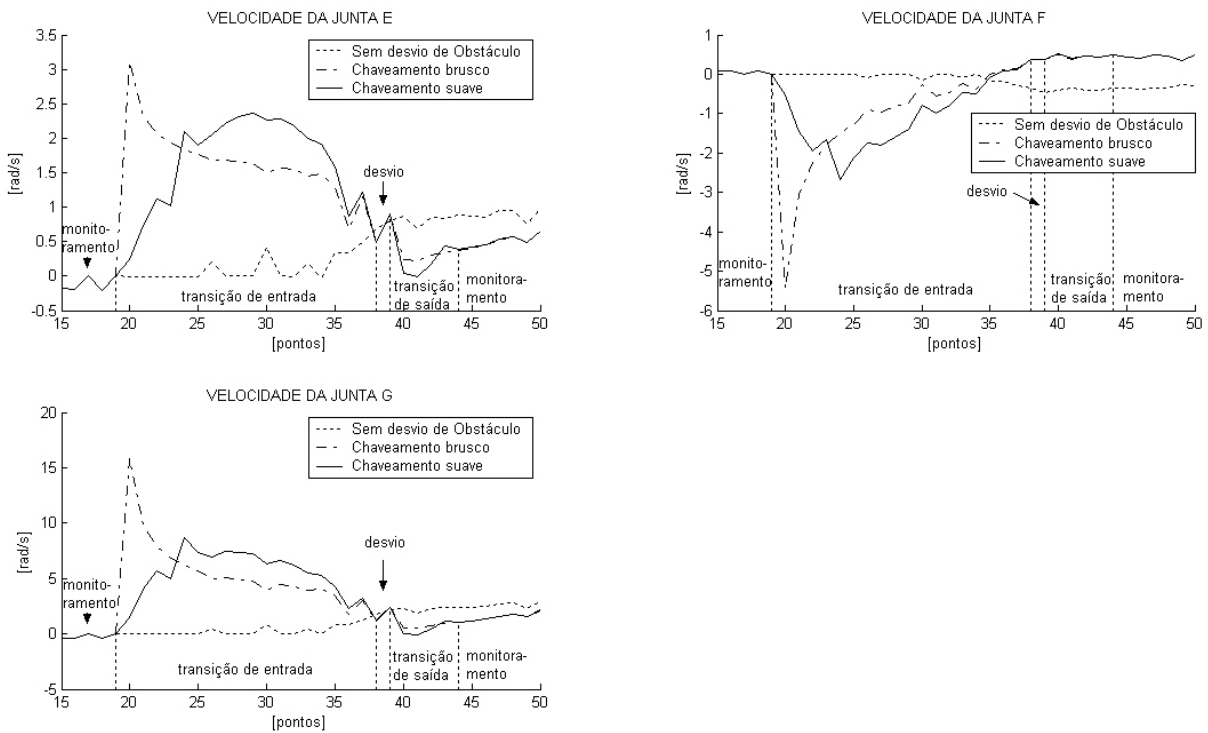 VELOCIDADE DA JUNTA E
3.5
3
2.5
2
1.5
1
0.5
0
-0.5
[rad/s]
Sem desvio de Obstáculo
Chaveamento brusco
Chaveamento suave
monito-
ramento
desvio
transição de entrada
transição
de saída
monitora-
mento
15 20 25 30 35 40 45 50
[pontos]
VELOCIDADE DA JUNTA F
1
0
-1
-2
-3
-4
-5
-6
[rad/s]
Sem desvio de Obstáculo
Chaveamento brusco
Chaveamento suave
desvio
monito-
ramento
transição de entrada
transição
de saída
monitora-
mento
15 20 25 30 35 40 45 50
[pontos]
VELOCIDADE DA JUNTA G
20
15
10
5
0
-5
[rad/s]
Sem desvio de Obstáculo
Chaveamento brusco
Chaveamento suave
desvio
monito-
ramento
transição de entrada
transição
de saída
monitora-
mento
15 20 25 30 35 40 45 50
[pontos]